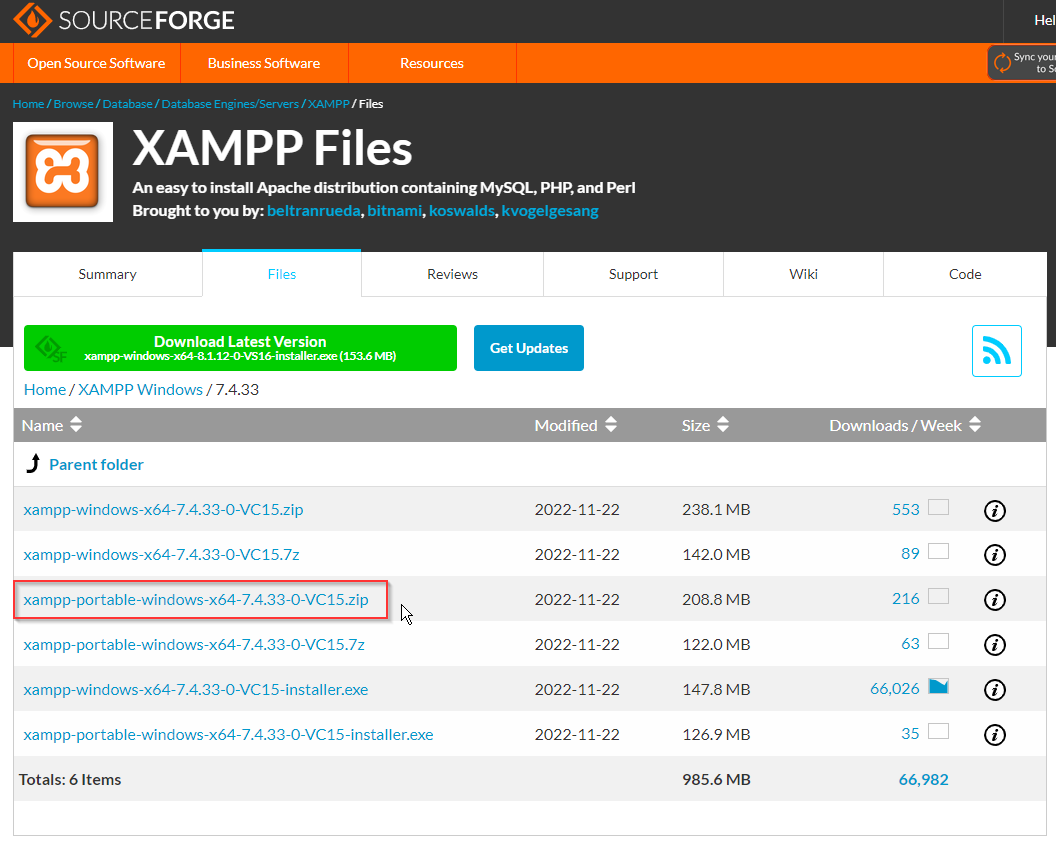 SOURCEFORGE
Hel
Open Source Software Business Software Resources
Sync your
to So
Home / Browse / Database / Database Engines/Servers / XAMPP / Files
XAMPP Files
An easy to install Apache distribution containing MySQL, PHP, and Perl
Brought to you by: beltranrueda, bitnami, koswalds, kvogelgesang
Summary Files Reviews Support Wiki Code
Download Latest Version
xampp-windows-x64-8.1.12-0-VS16-installer.exe (153.6 MB)
Get Updates
Home / XAMPP Windows / 7.4.33
Name Modified Size Downloads / Week
Parent folder
xampp-windows-x64-7.4.33-0-VC15.zip 2022-11-22 238.1 MB 553
xampp-windows-x64-7.4.33-0-VC15.7z 2022-11-22 142.0 MB 89
xampp-portable-windows-x64-7.4.33-0-VC15.zip 2022-11-22 208.8 MB 216
xampp-portable-windows-x64-7.4.33-0-VC15.7z 2022-11-22 122.0 MB 63
xampp-windows-x64-7.4.33-0-VC15-installer.exe 2022-11-22 147.8 MB 66,026
xampp-portable-windows-x64-7.4.33-0-VC15-installer.exe 2022-11-22 126.9 MB 35
Totals: 6 Items 985.6 MB 66,982